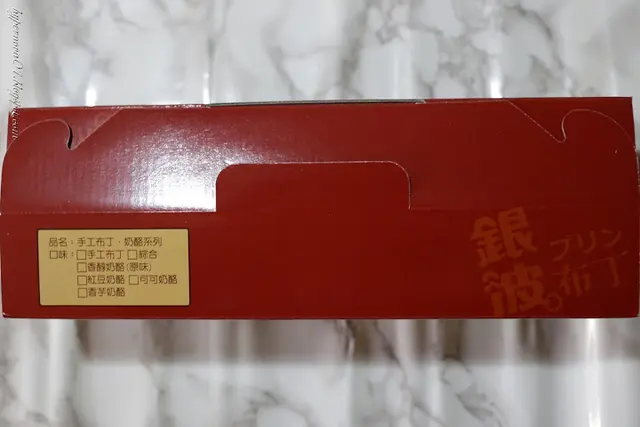 品名：手工布丁．奶酪系列
口味：□手工布丁 □綜合
□香醇奶酪(原味)
□紅豆奶酪 □可可奶酪
□香芋奶酪
銀波。
プリン
布丁